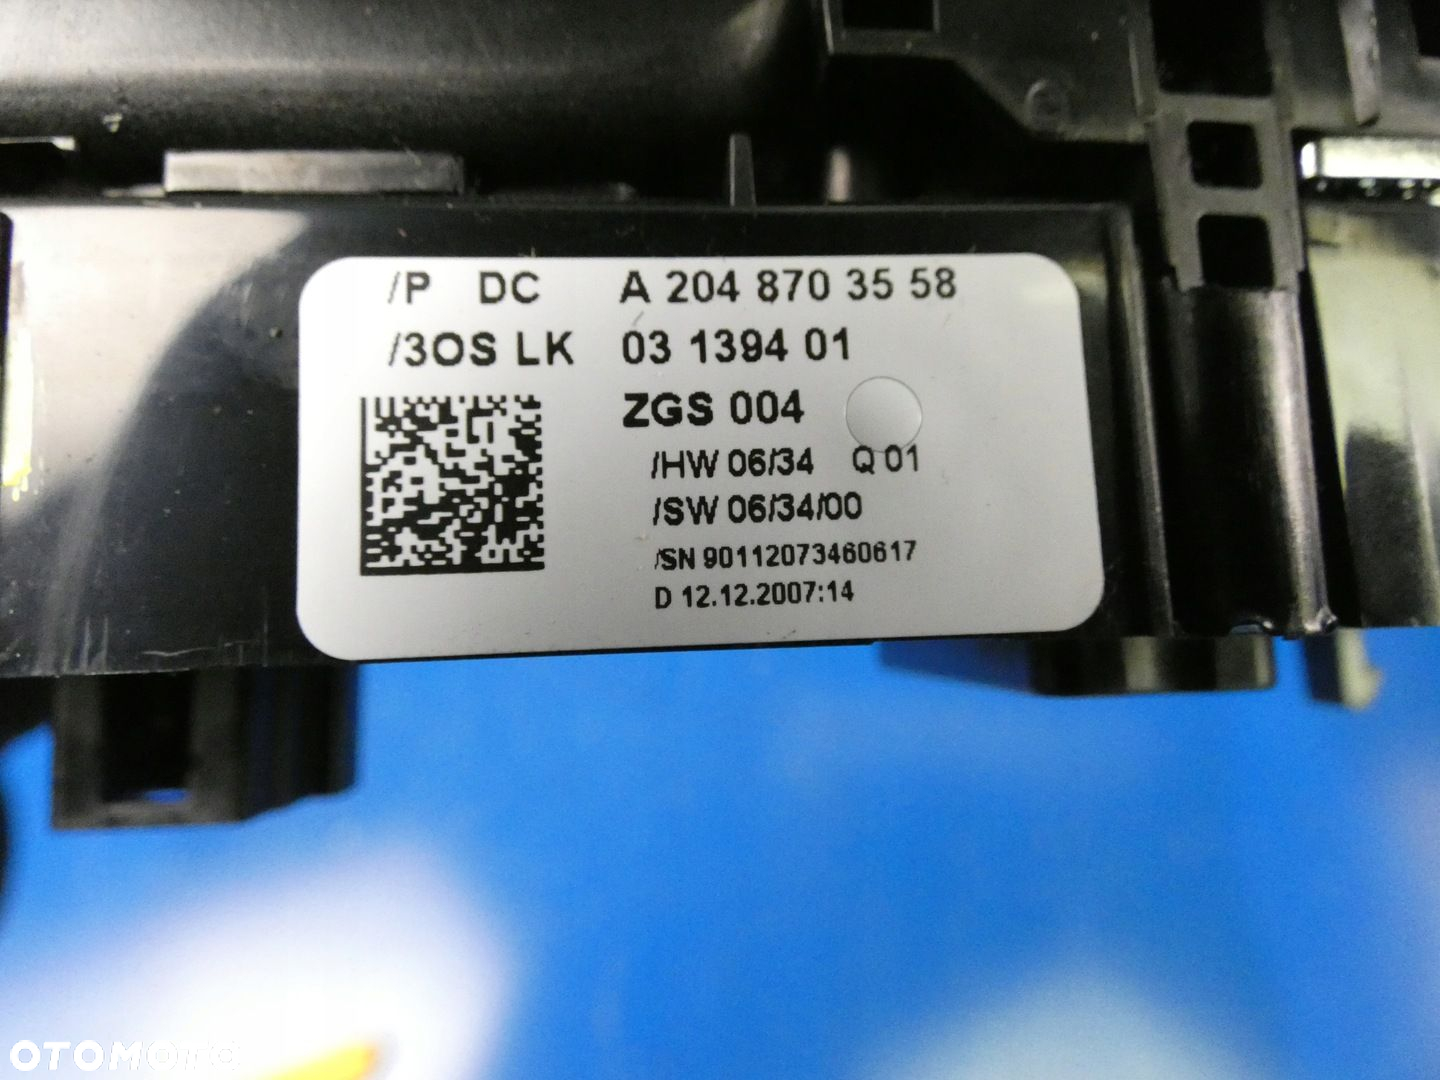 /P DC A 204 870 35 58
/3OS LK 03 1394 01
ZGS 004
/HW 06/34 Q 01
/SW 06/34/00
/SN 90112073460617
D 12.12.2007:14
OTOMOTO